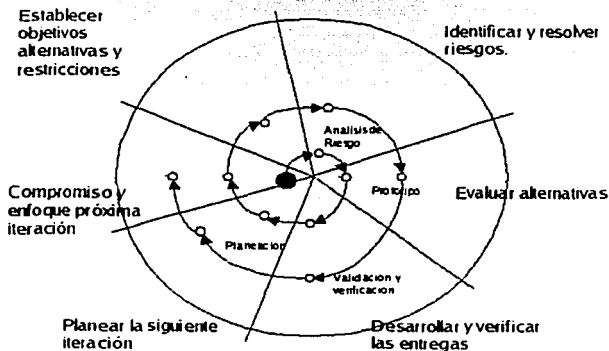 Establecer
objetivos
alternativas y
restricciones
Identificar y resolver
riesgos.
Analisis de
Riesgo
Prototipo
Evaluar alternativas
Compromiso y
enfoque próxima
iteración
Planeacion
Validacion y
verificacion
Planear la siguiente
iteración
Desarrollar y verificar
las entregas